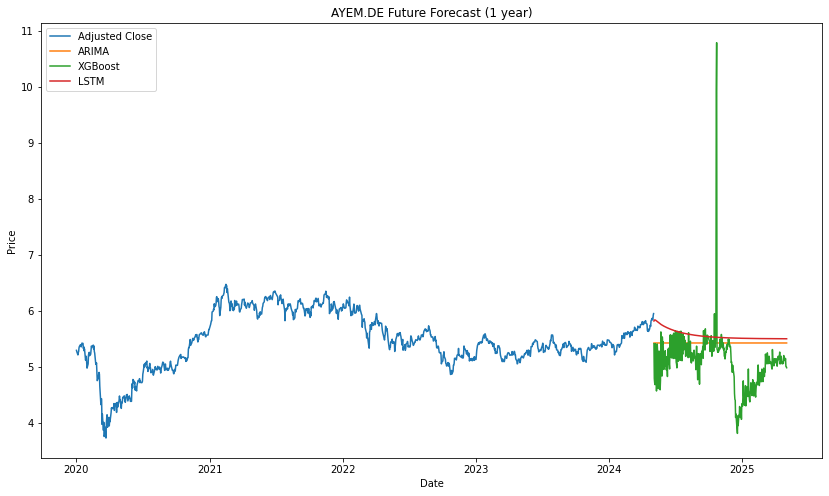 AYEM.DE Future Forecast (1 year)
Adjusted Close
ARIMA
XGBoost
LSTM
11
10
9
8
7
6
5
4
Price
2020
2021
2022
2023
2024
2025
Date